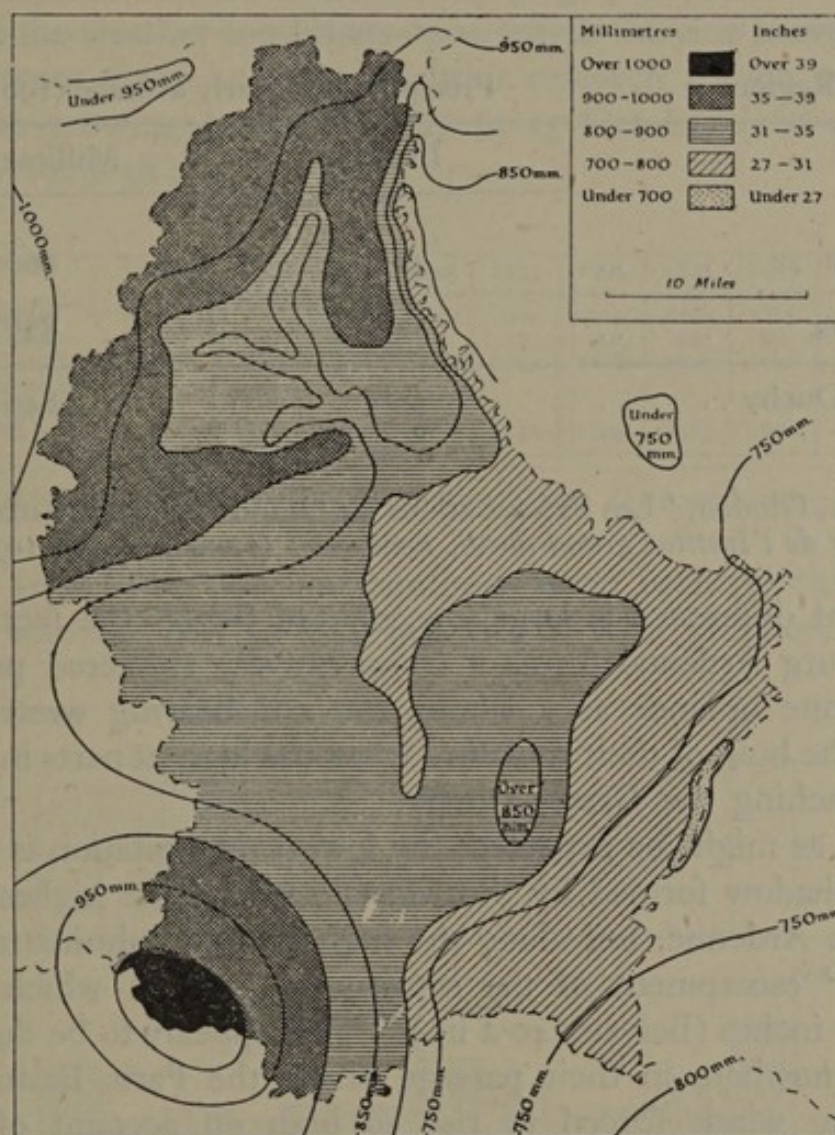 Millimetres Inches
Over 1000 Over 39
900-1000 35-39
800-900 31-35
700-800 27-31
Under 700 Under 27
10 Miles
Under 950mm.
950mm.
850mm.
1000mm.
Under
750
mm.
750mm.
Over
850
mm.
950mm.
750mm.
850mm.
750mm.
750mm.
800mm.